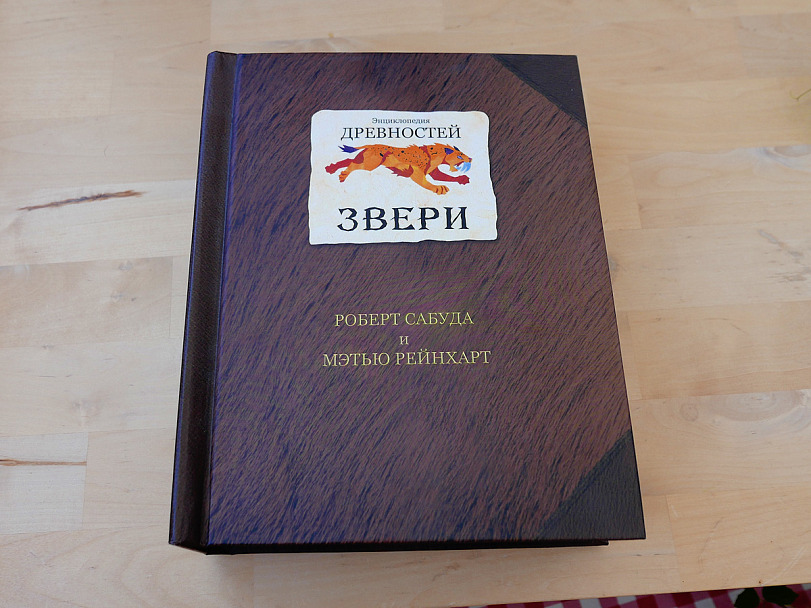 Энциклопедия
ДРЕВНОСТЕЙ
ЗВЕРИ
РОБЕРТ САБУДА
И
МЭТЬЮ РЕЙНХАРТ